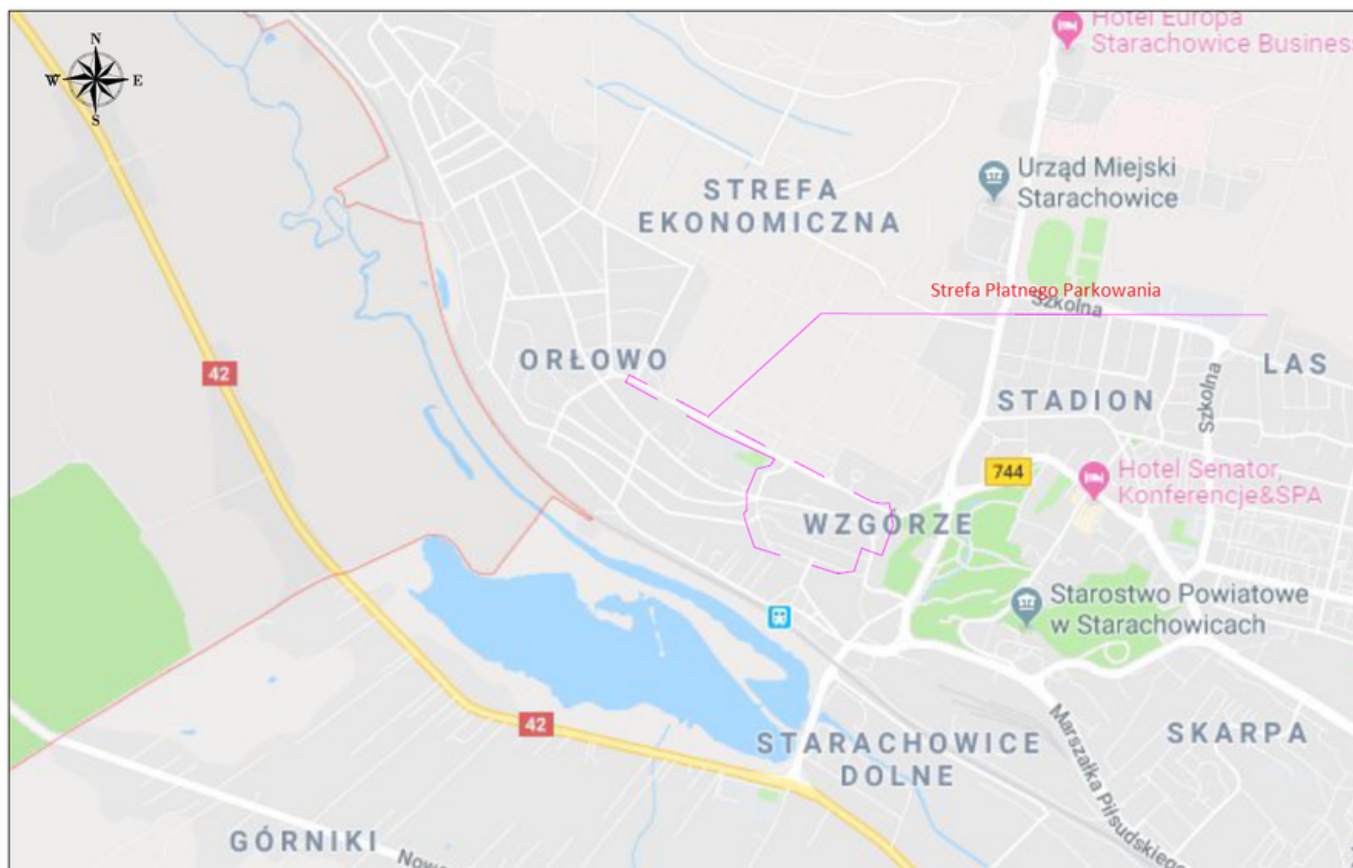 N
W E
S
Hotel Europa
Starachowice Business
Urząd Miejski
Starachowice
STREFA
EKONOMICZNA
Strefa Płatnego Parkowania
Szkolna
ORŁOWO
LAS
42
STADION
Szkolna
744
Hotel Senator,
Konferencje&SPA
WZGÓRZE
Starostwo Powiatowe
w Starachowicach
42
STARACHOWICE
DOLNE
SKARPA
Marszałka Piłsudskiego
GÓRNIKI